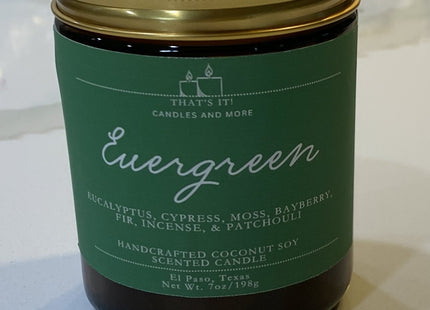 THAT'S IT!
CANDLES AND MORE
Evergreen
EUCALYPTUS, CYPRESS, MOSS, BAYBERRY,
FIR, INCENSE, & PATCHOULI
HANDCRAFTED COCONUT SOY
SCENTED CANDLE
El Paso, Texas
Net Wt. 7oz/198g